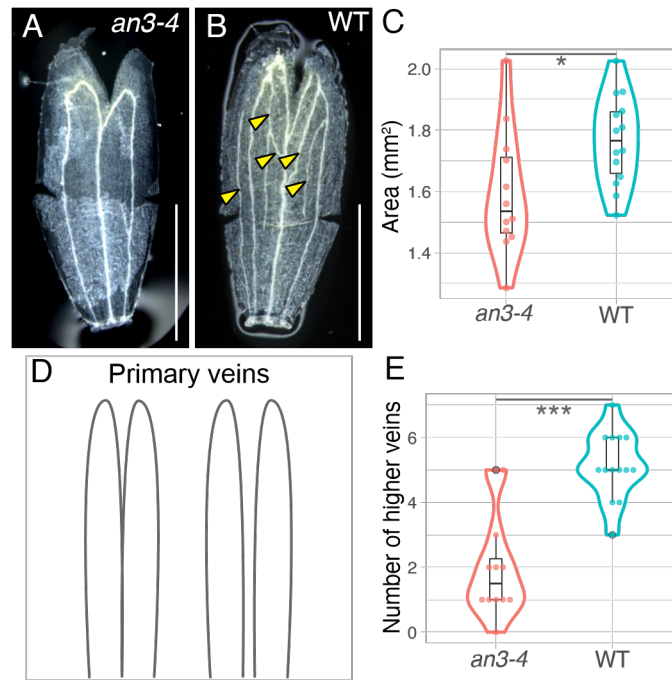 A an3-4
B WT
C
Area (mm²)
2.0
1.8
1.6
1.4
*
an3-4 WT
D
Primary veins
E
Number of higher veins
6
4
2
0
***
an3-4 WT